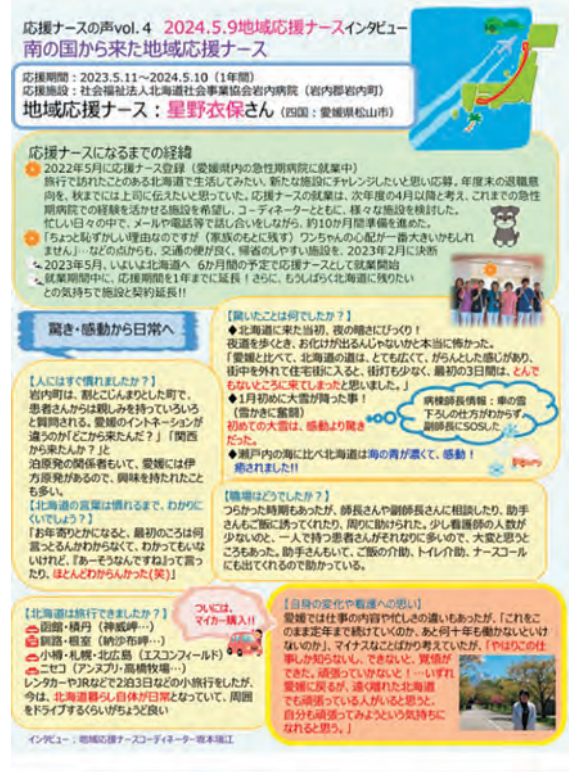 応援ナースの声vol.4　2024.5.9地域応援ナースインタビュー
南の国から来た地域応援ナース
応援期間：2023.5.11～2024.5.10（1年間）
応援施設：社会福祉法人北海道社会事業協会岩内病院（岩内郡岩内町）
地域応援ナース：星野衣保さん（四国：愛媛県松山市）
応援ナースになるまでの経緯
2022年5月に応援ナース登録（愛媛県内の急性期病院に就業中）
旅行で訪れたことのある北海道で生活してみたい、新たな施設にチャレンジしたいと思い応募。年度末の退職意
向を、秋までには上司に伝えたいと思っていた。応援ナースの就業は、次年度の4月以降と考え、これまでの急性
期病院での経験を活かせる施設を希望し、コーディネーターとともに、様々な施設を検討した。
忙しい日々の中で、メールや電話等で話し合いをしながら、約10か月間準備を進めた。
「ちょっと恥ずかしい理由なのですが（家族のもとに残す）ワンちゃんの心配が一番大きいかもしれ
ません」…などの点からも、交通の便が良く、帰省のしやすい施設を、2023年2月に決断
2023年5月、いよいよ北海道へ　6か月間の予定で応援ナースとして就業開始
就業期間中に、応援期間を1年までに延長！さらに、もうしばらく北海道に残りたい
との気持ちで施設と契約延長!!
驚き・感動から日常へ
【人にはすぐ慣れましたか？】
岩内町は、割とこじんまりとした町で、
患者さんからは親しみを持っていろいろ
と質問される。愛媛のイントネーションが
違うのか「どこから来たんだ？」「関西
から来たんか？」と
泊原発の関係者もいて、愛媛には伊
方原発があるので、興味を持たれたこと
も多い。
【北海道の言葉は慣れるまで、わかりに
くいでしょう？】
「お年寄りとかになると、最初のころは何
言っとるんかわからなくて、わかってもいな
いけれど、『あーそうなんですね』って言っ
たり、ほとんどわからんかった(笑)」
【驚いたことは何でしたか？】
◆北海道に来た当初、夜の暗さにびっくり！
夜道を歩くとき、お化けが出るんじゃないかと本当に怖かった。
「愛媛と比べて、北海道の道は、とても広くて、がらんとした感じがあり、
街中を外れて住宅街に入ると、街灯も少なく、最初の3日間は、とんで
もないところに来てしまったと思いました。」
◆1月初めに大雪が降った事！
（雪かきに奮闘）
初めての大雪は、感動より驚き
だった。
◆瀬戸内の海に比べ北海道は海の青が濃くて、感動！
癒されました!!
病棟師長情報：車の雪
下ろしの仕方がわからず、
副師長にSOSした
【職場はどうでしたか？】
つらかった時期もあったが、師長さんや副師長さんに相談したり、助手
さんもご飯に誘ってくれたり、周りに助けられた。少し看護師の人数が
少ないのと、一人で持つ患者さんがそれなりに多いので、大変と思うと
ころもあった。助手さんもいて、ご飯の介助、トイレ介助、ナースコール
にも出てくれるので助かっている。
【北海道は旅行できましたか？】
函館・積丹（神威岬…）
釧路・根室（納沙布岬…）
小樽・札幌・北広島（エスコンフィールド）
ニセコ（アンヌプリ・高橋牧場…）
レンタカーやJRなどで2泊3日などの小旅行をしたが、
今は、北海道暮らし自体が日常となっていて、周囲
をドライブするくらいがちょうど良い
ついには、
マイカー購入!!
【自身の変化や看護への思い】
愛媛では仕事の内容や忙しさの違いもあったが、「これをこ
のまま定年まで続けていくのか、あと何十年も働かないといけ
ないのか」、マイナスなことばかり考えていたが、「やはりこの仕
事しか知らないし、できないと、覚悟が
できた。頑張っていかないと！…いずれ
愛媛に戻るが、遠く離れた北海道
でも頑張っている人がいると思うと、
自分も頑張ってみようという気持ちに
なれると思う。」
インタビュー：地域応援ナースコーディネーター坂本瑞江